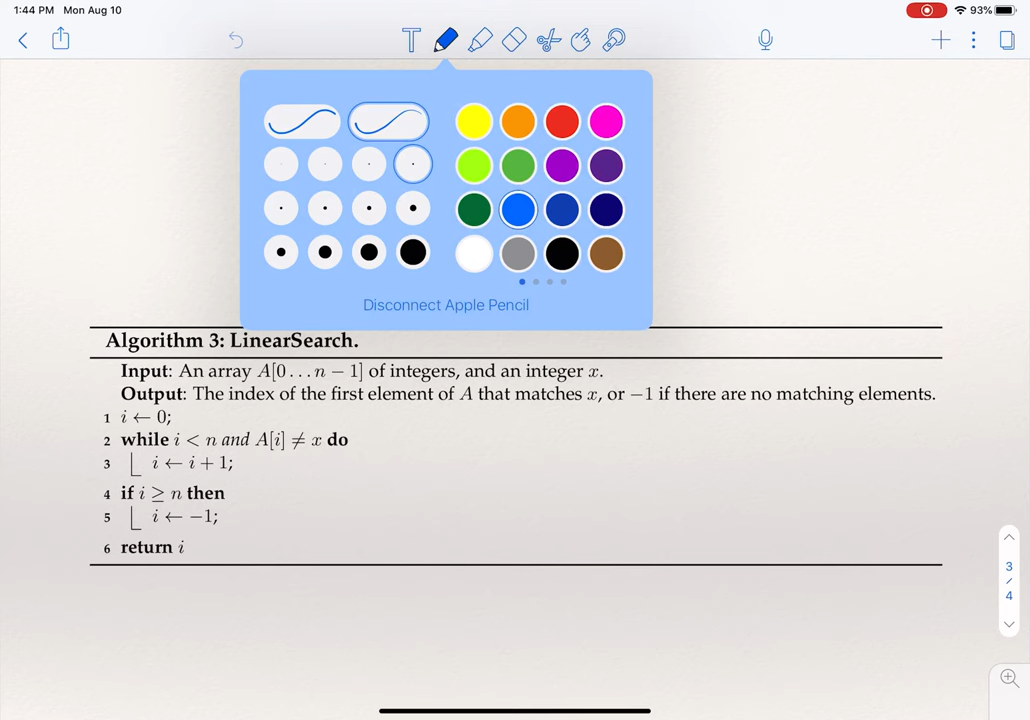 1:44 PM Mon Aug 10
93%
T
Disconnect Apple Pencil
Algorithm 3: LinearSearch.
Input: An array A[0...n − 1] of integers, and an integer x.
Output: The index of the first element of A that matches x, or −1 if there are no matching elements.
1 i ← 0;
2 while i < n and A[i] ≠ x do
3 i ← i + 1;
4 if i ≥ n then
5 i ← −1;
6 return i
3
/
4